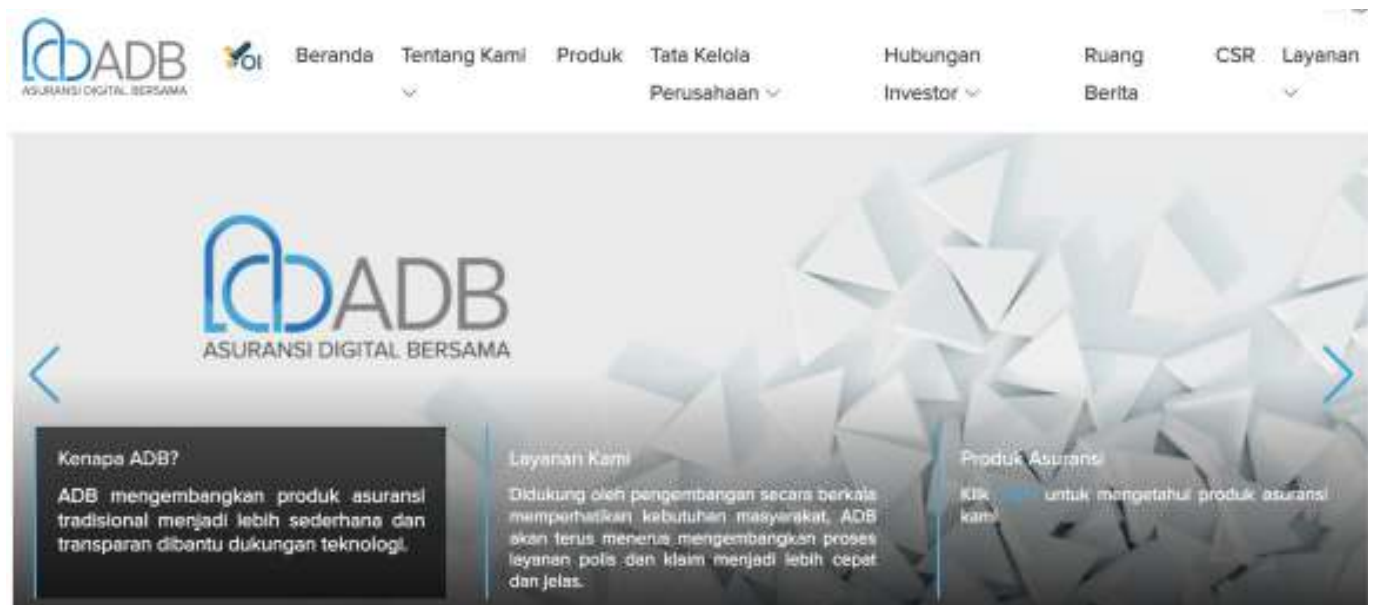 ADB
ASURANSI DIGITAL BERSAMA
YOI
Beranda
Tentang Kami
Produk
Tata Kelola
Perusahaan
Hubungan
Investor
Ruang
Berita
CSR
Layanan
ADB
ASURANSI DIGITAL BERSAMA
Kenapa ADB?
ADB mengembangkan produk asuransi
tradisional menjadi lebih sederhana dan
transparan dibantu dukungan teknologi.
Layanan Kami
Didukung oleh pengembangan secara berkala
memperhatikan kebutuhan masyarakat, ADB
akan terus menerus mengembangkan proses
layanan polis dan klaim menjadi lebih cepat
dan jelas.
Produk Asuransi
Klik untuk mengetahui produk asuransi
kami